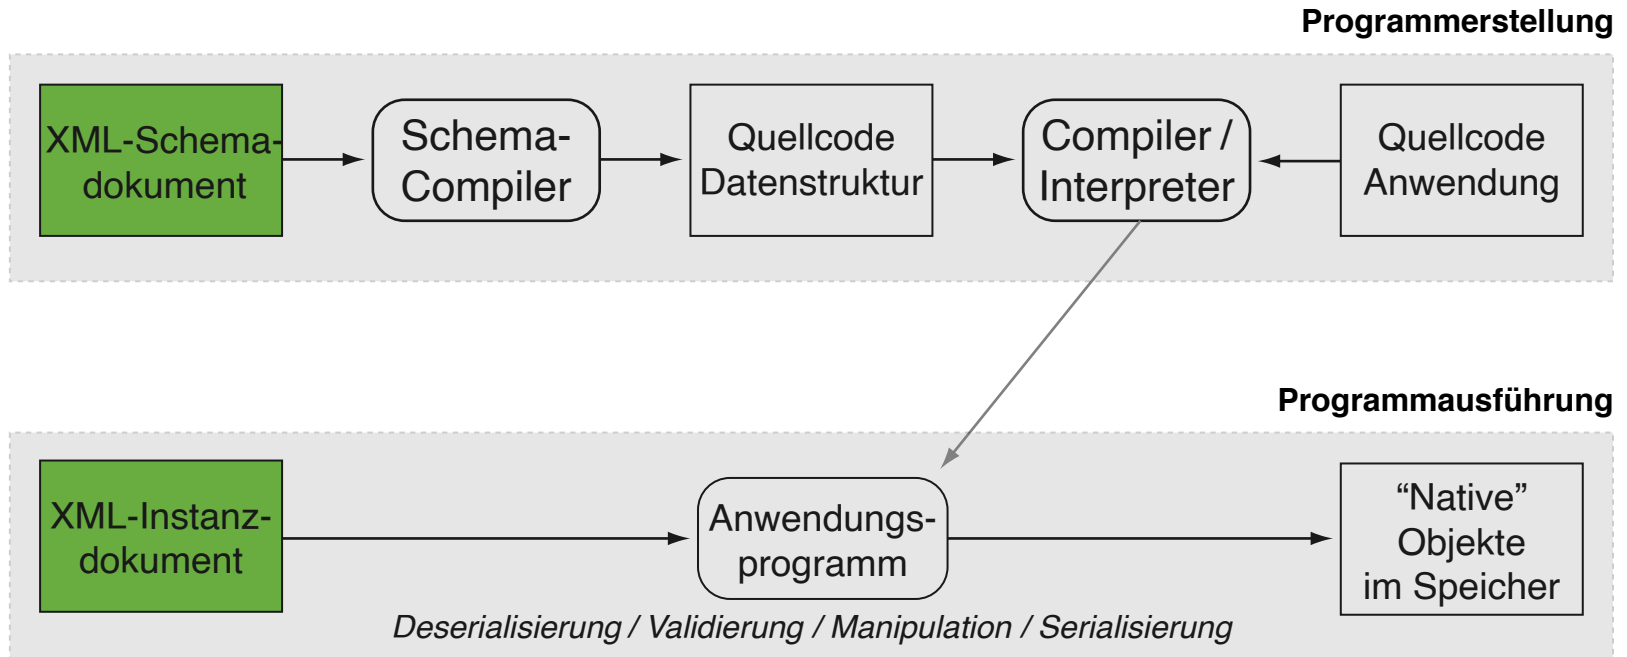 Programmerstellung
XML-Schema-
dokument
Schema-
Compiler
Quellcode
Datenstruktur
Compiler /
Interpreter
Quellcode
Anwendung
Programmausführung
XML-Instanz-
dokument
Anwendungs-
programm
“Native”
Objekte
im Speicher
Deserialisierung / Validierung / Manipulation / Serialisierung